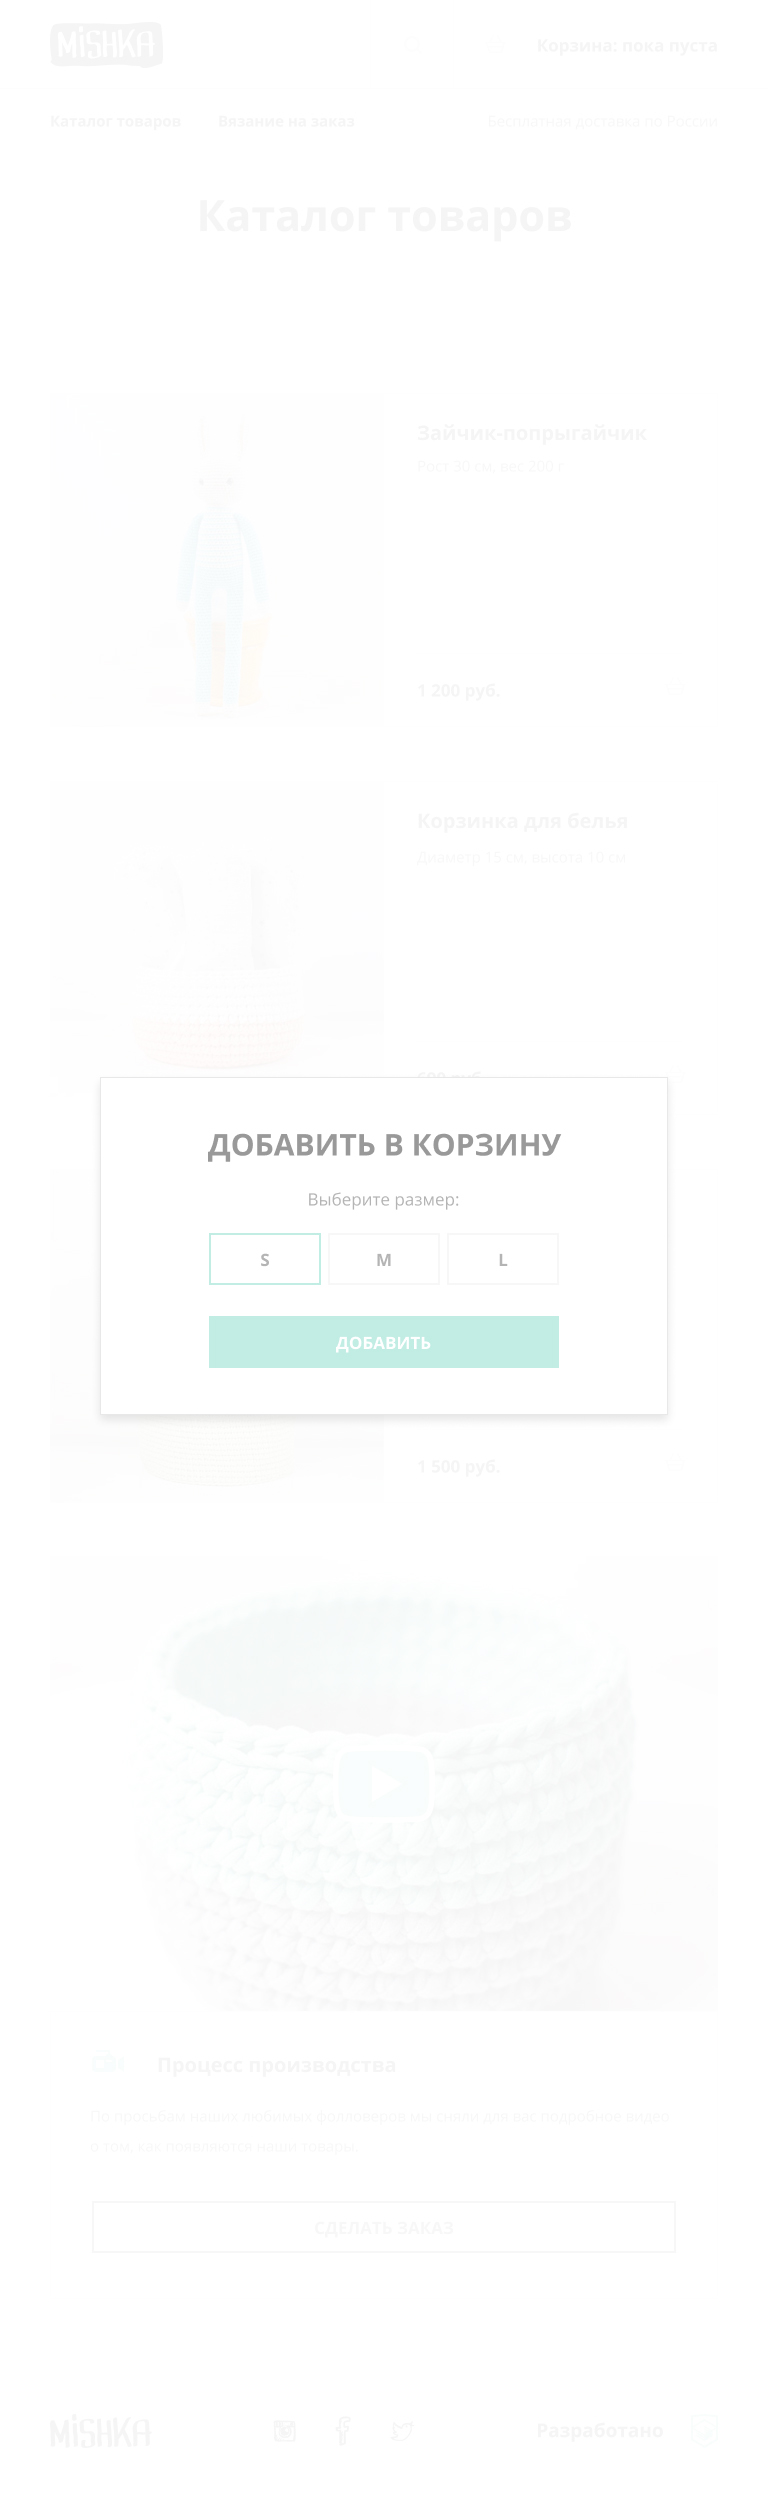 MiSHKA
Корзина: пока пуста
Каталог товаров
Вязание на заказ
Бесплатная доставка по России
Каталог товаров
Зайчик-попрыгайчик
Рост 30 см, вес 200 г
1 200 руб.
Корзинка для белья
Диаметр 15 см, высота 10 см
ДОБАВИТЬ В КОРЗИНУ
Выберите размер:
S
M
L
ДОБАВИТЬ
1 500 руб.
Процесс производства
По просьбам наших любимых фолловеров мы сняли для вас подробное видео
о том, как появляются наши товары.
СДЕЛАТЬ ЗАКАЗ
MiSHKA
Разработано